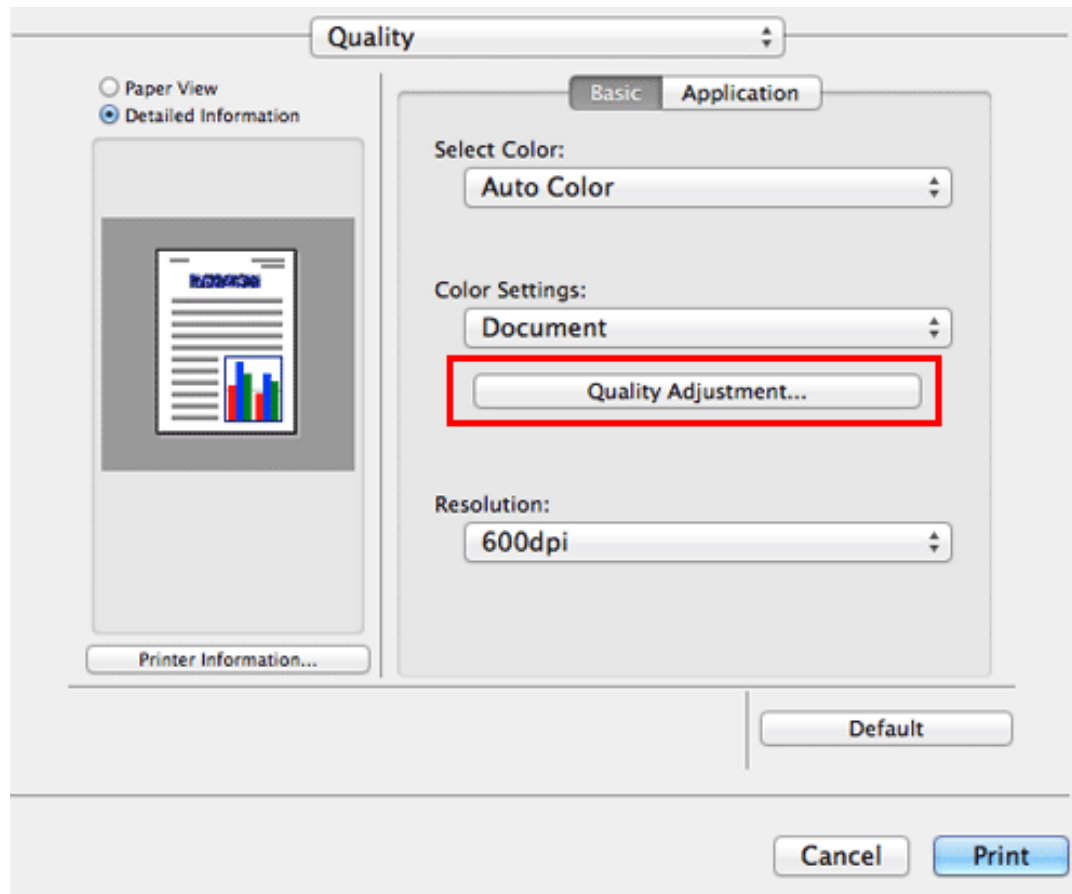 Quality
Paper View
Detailed Information
Basic Application
Select Color:
Auto Color
Color Settings:
Document
Quality Adjustment...
Resolution:
600dpi
Printer Information...
Default
Cancel Print